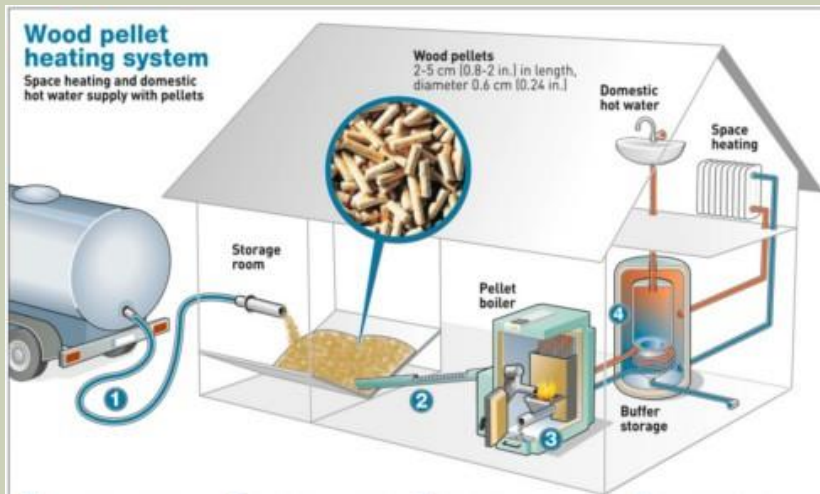 Wood pellet
heating system
Space heating and domestic
hot water supply with pellets
Wood pellets
2-5 cm (0.8-2 in.) in length,
diameter 0.6 cm (0.24 in.)
Domestic
hot water
Space
heating
Storage
room
Pellet
boiler
4
1
2
3
Buffer
storage